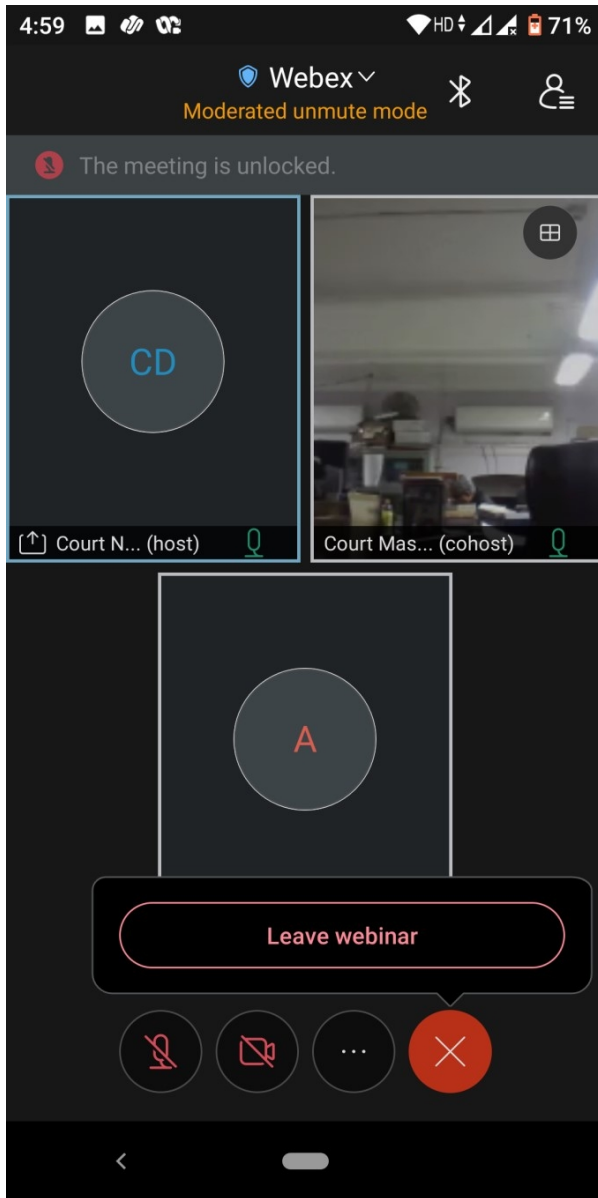 4:59 HD 71%
Webex
Moderated unmute mode
The meeting is unlocked.
CD
Court N... (host)
Court Mas... (cohost)
A
Leave webinar